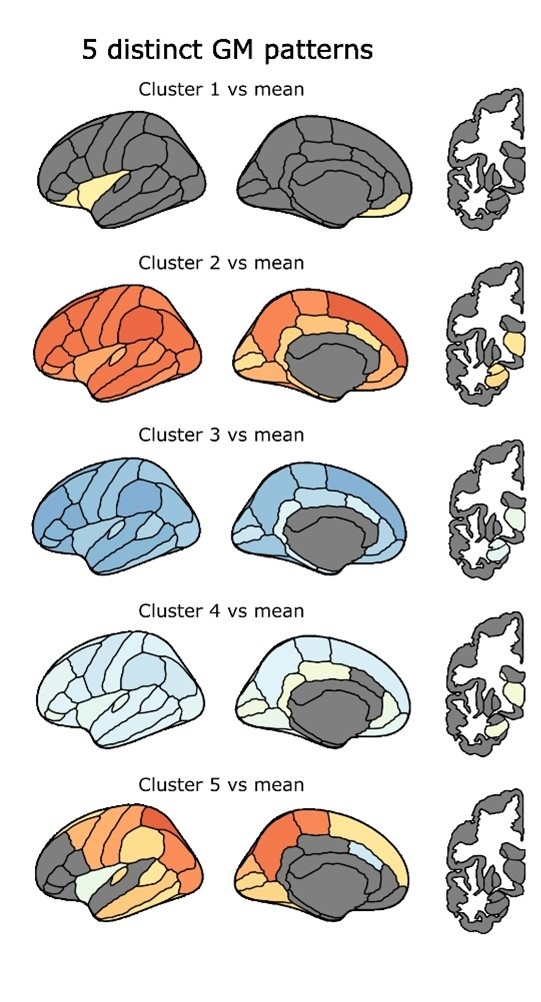 5 distinct GM patterns
Cluster 1 vs mean
Cluster 2 vs mean
Cluster 3 vs mean
Cluster 4 vs mean
Cluster 5 vs mean